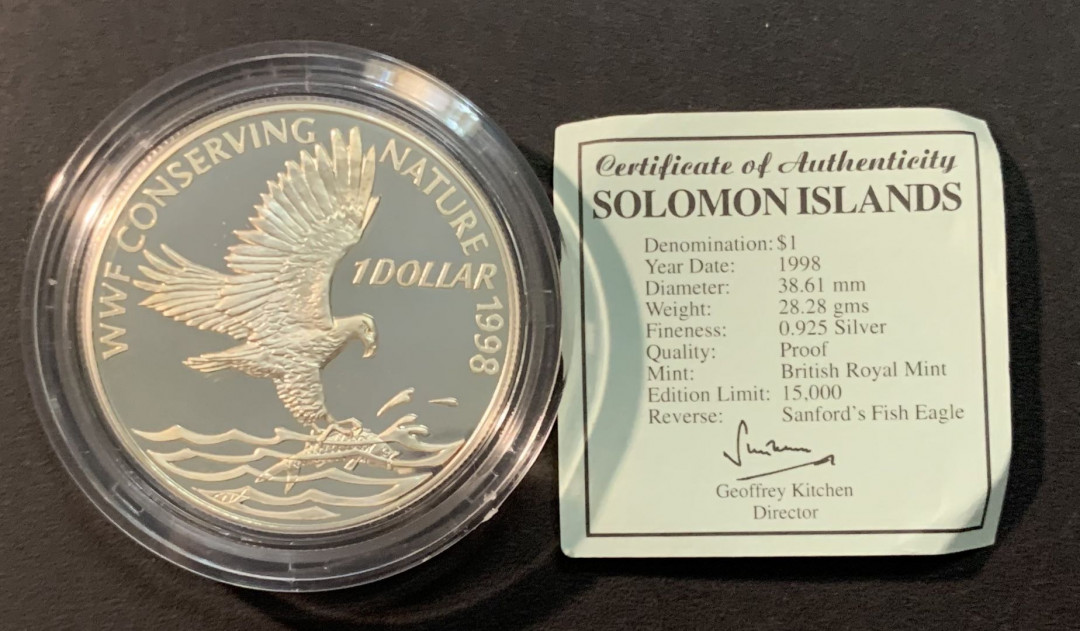 WWF CONSERVING NATURE 1998
1 DOLLAR
Certificate of Authenticity
SOLOMON ISLANDS
Denomination: $1
Year Date: 1998
Diameter: 38.61 mm
Weight: 28.28 gms
Fineness: 0.925 Silver
Quality: Proof
Mint: British Royal Mint
Edition Limit: 15,000
Reverse: Sanford's Fish Eagle
Geoffrey Kitchen
Director